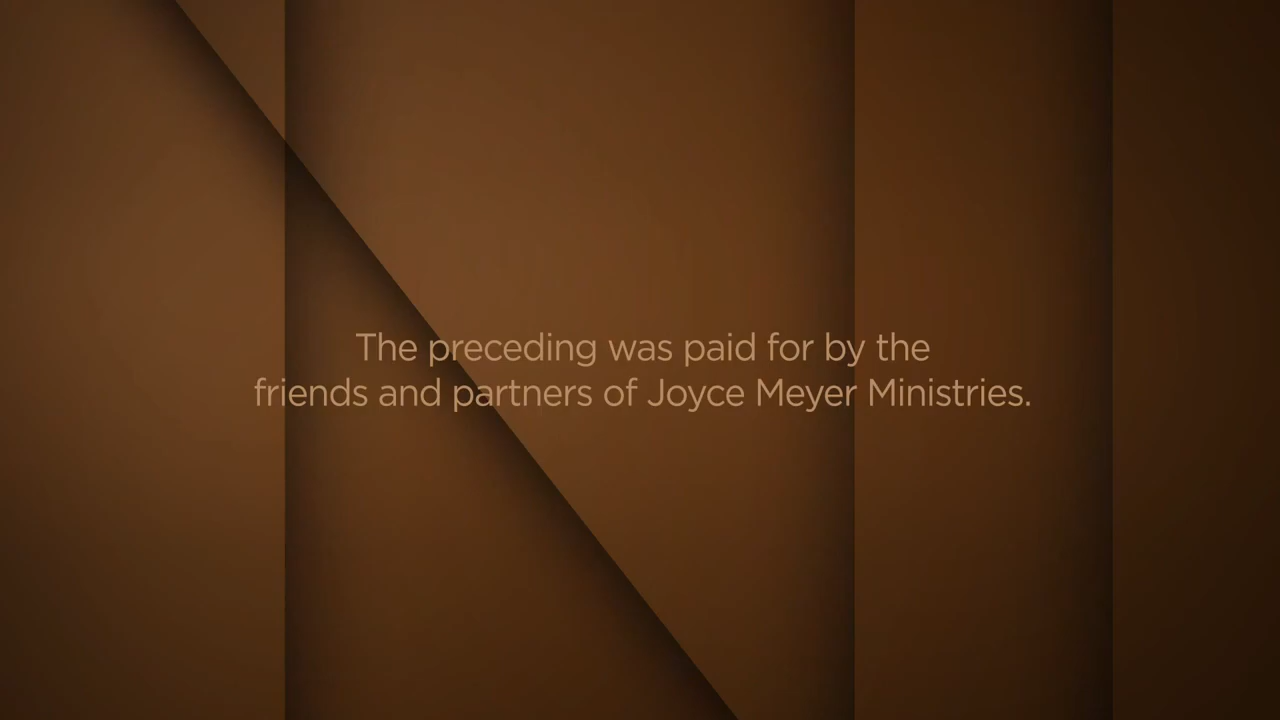 The preceding was paid for by the
friends and partners of Joyce Meyer Ministries.